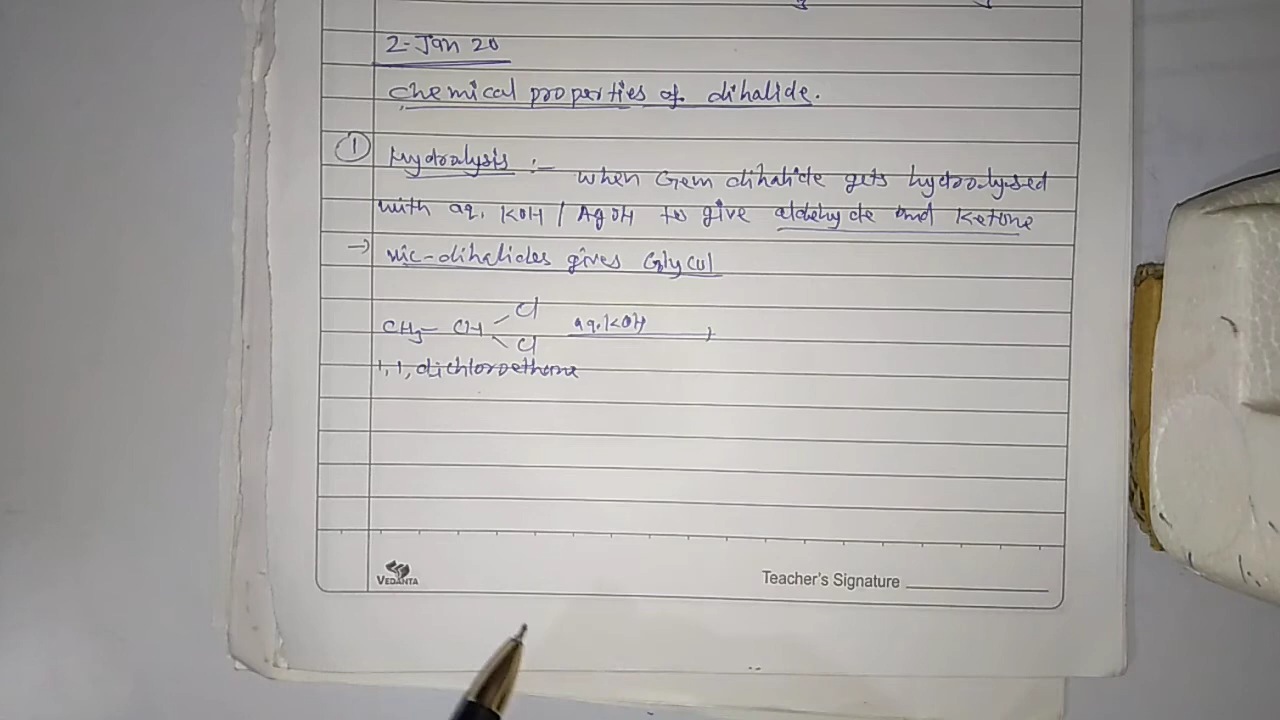 2-Jan 20
Chemical properties of dihalide.
① Hydrolysis :- When Gem dihalide gets hydrolysed
with aq. KOH / AgOH to give aldehyde and Ketone
→ vic-dihalides gives Glycol
Cl
CH3- CH aq.KOH
Cl
1,1, dichloroethane
VEDANTA
Teacher's Signature